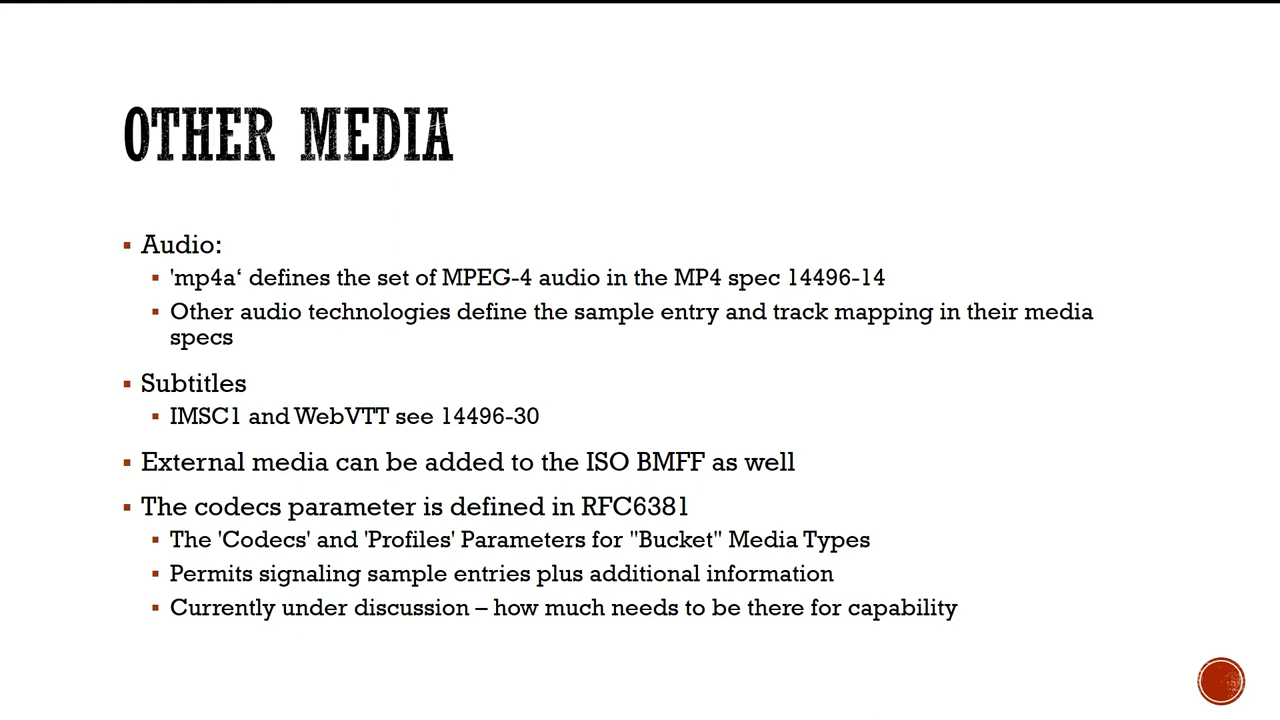 OTHER MEDIA
Audio:
'mp4a‘ defines the set of MPEG-4 audio in the MP4 spec 14496-14
Other audio technologies define the sample entry and track mapping in their media
specs
Subtitles
IMSC1 and WebVTT see 14496-30
External media can be added to the ISO BMFF as well
The codecs parameter is defined in RFC6381
The 'Codecs' and 'Profiles' Parameters for "Bucket" Media Types
Permits signaling sample entries plus additional information
Currently under discussion – how much needs to be there for capability